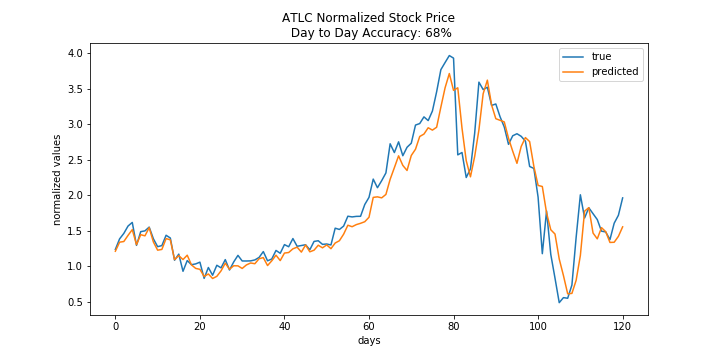 ATLC Normalized Stock Price
Day to Day Accuracy: 68%
true
predicted
normalized values
4.0
3.5
3.0
2.5
2.0
1.5
1.0
0.5
0 20 40 60 80 100 120
days